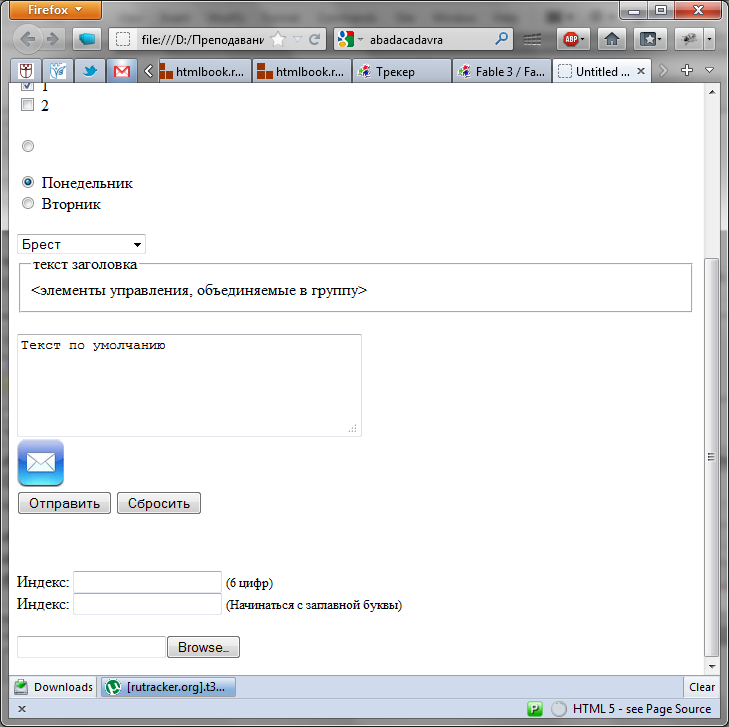 Firefox
file:///D:/Преподавани
abadacadavra
ABP
htmlbook.r...
htmlbook.r...
Трекер
Fable 3 / Fa...
Untitled ...
1
2
Понедельник
Вторник
Брест
текст заголовка
<элементы управления, объединяемые в группу>
Текст по умолчанию
Отправить
Сбросить
Индекс:
(6 цифр)
Индекс:
(Начинаться с заглавной буквы)
Browse...
Downloads
[rutracker.org].t3...
Clear
HTML 5 - see Page Source